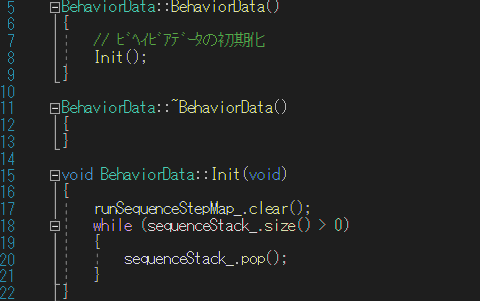 5 BehaviorData::BehaviorData()
6 {
7 // ﾋﾞﾍｲﾋﾞｱﾃﾞｰﾀの初期化
8 Init();
9 }
10
11 BehaviorData::~BehaviorData()
12 {
13 }
14
15 void BehaviorData::Init(void)
16 {
17 runSequenceStepMap_.clear();
18 while (sequenceStack_.size() > 0)
19 {
20 sequenceStack_.pop();
21 }
22 }